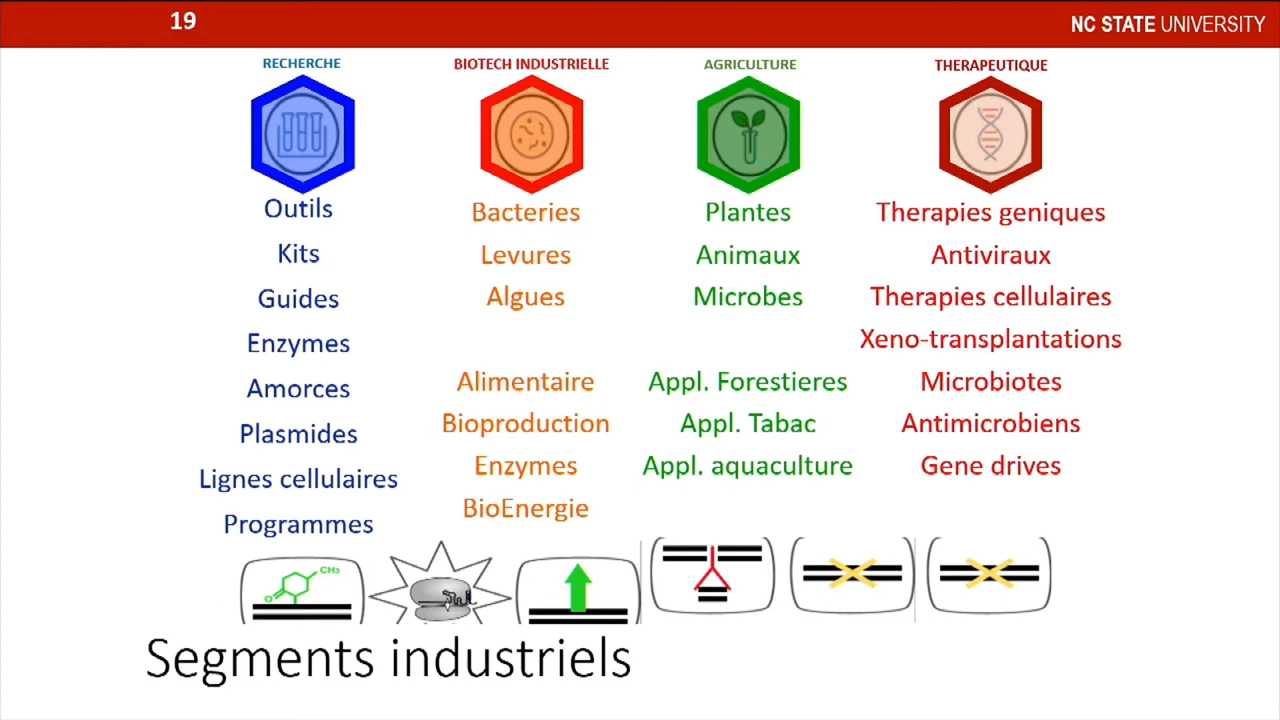 19
NC STATE UNIVERSITY
RECHERCHE
Outils
Kits
Guides
Enzymes
Amorces
Plasmides
Lignes cellulaires
Programmes
BIOTECH INDUSTRIELLE
Bacteries
Levures
Algues
Alimentaire
Bioproduction
Enzymes
BioEnergie
AGRICULTURE
Plantes
Animaux
Microbes
Appl. Forestieres
Appl. Tabac
Appl. aquaculture
THERAPEUTIQUE
Therapies geniques
Antiviraux
Therapies cellulaires
Xeno-transplantations
Microbiotes
Antimicrobiens
Gene drives
CH₃
O
Segments industriels